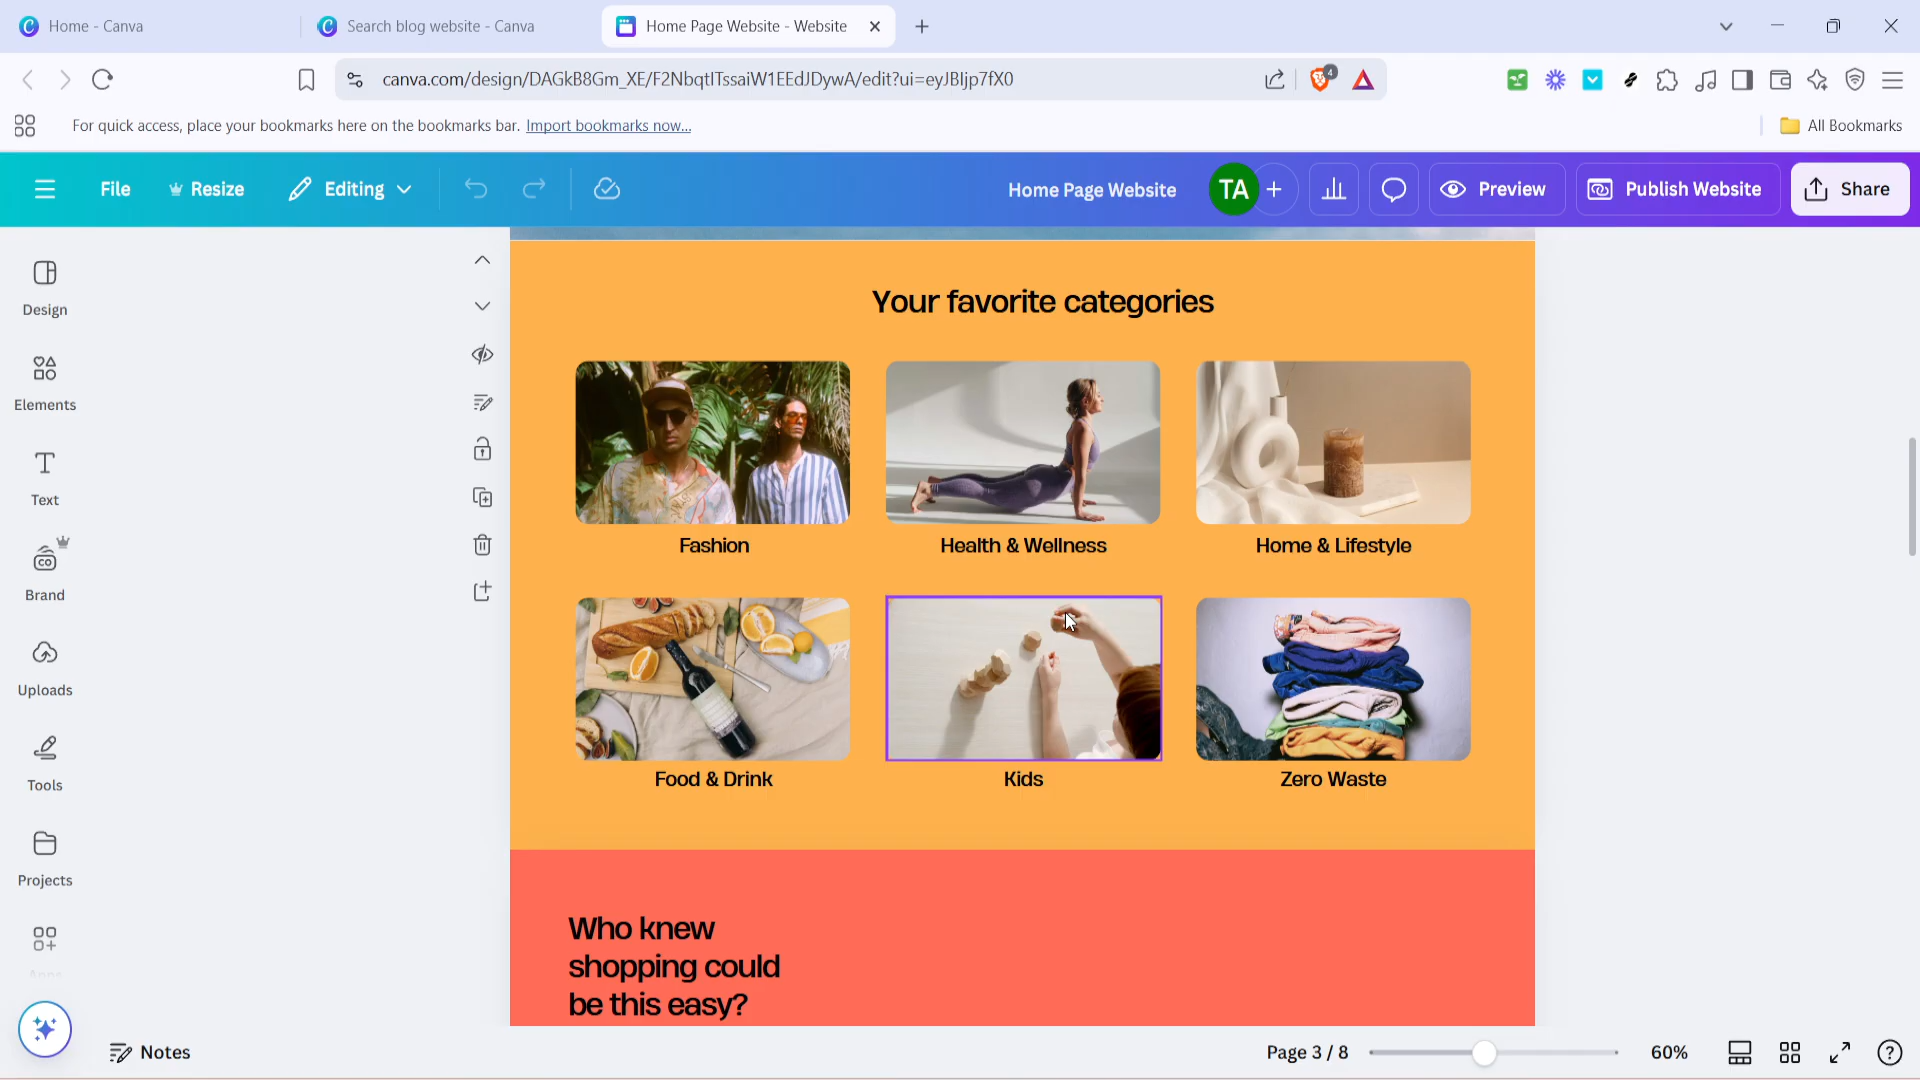 Home - Canva
Search blog website - Canva
Home Page Website - Website
canva.com/design/DAGkB8Gm_XE/F2NbqtITssaiW1EEdJDywA/edit?ui=eyJBIjp7fX0
4
For quick access, place your bookmarks here on the bookmarks bar. Import bookmarks now...
All Bookmarks
File
Resize
Editing
Home Page Website
TA
Preview
Publish Website
Share
Design
Elements
Text
Brand
Uploads
Tools
Projects
Apps
Your favorite categories
Fashion
Health & Wellness
Home & Lifestyle
Food & Drink
Kids
Zero Waste
Who knew
shopping could
be this easy?
Notes
Page 3 / 8
60%